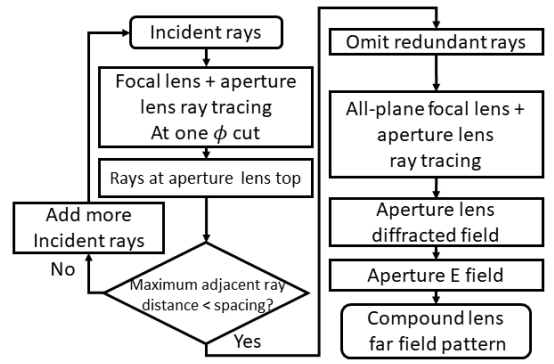 Incident rays
Focal lens + aperture
lens ray tracing
At one ϕ cut
Rays at aperture lens top
Add more
Incident rays
No
Maximum adjacent ray
distance < spacing?
Yes
Omit redundant rays
All-plane focal lens +
aperture lens
ray tracing
Aperture lens
diffracted field
Aperture E field
Compound lens
far field pattern